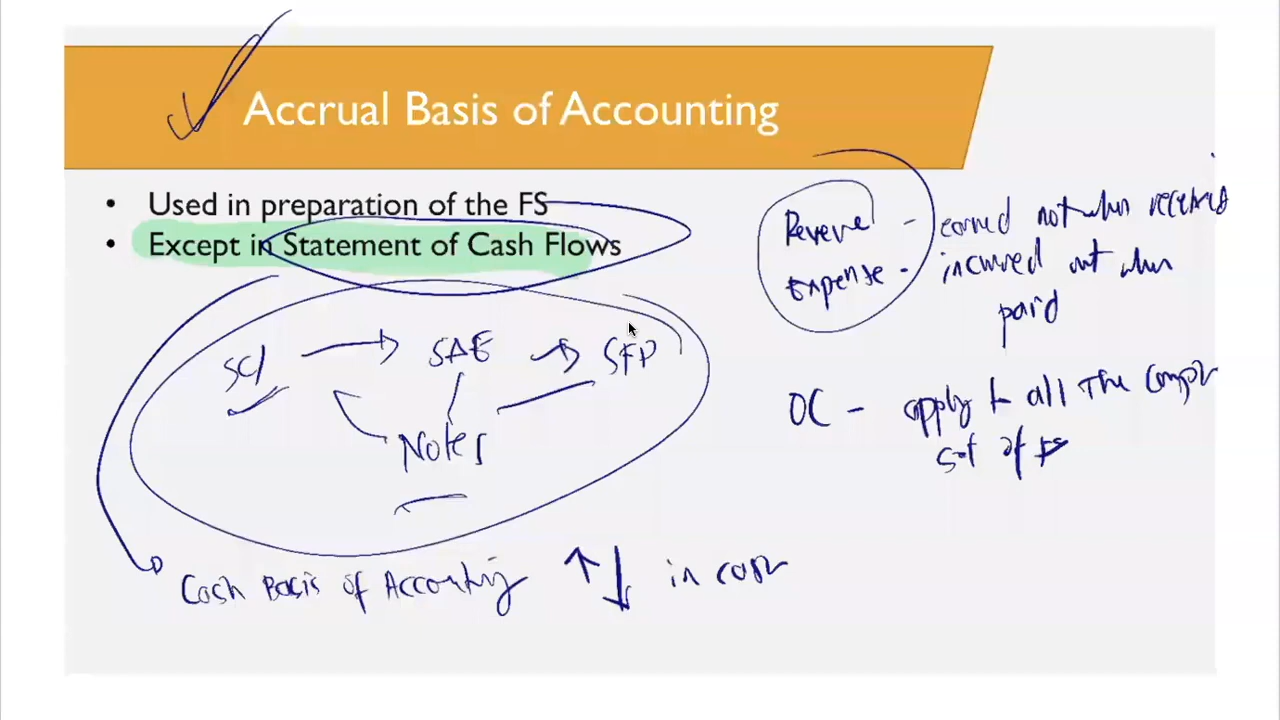 Accrual Basis of Accounting
• Used in preparation of the FS
• Except in Statement of Cash Flows
Revenue - earned not when received
Expense - incurred not when
paid
SCI → SAE → SFP
Notes
OC - apply to all the
set of FS
Cash Basis of Accounting ↑↓ in cash